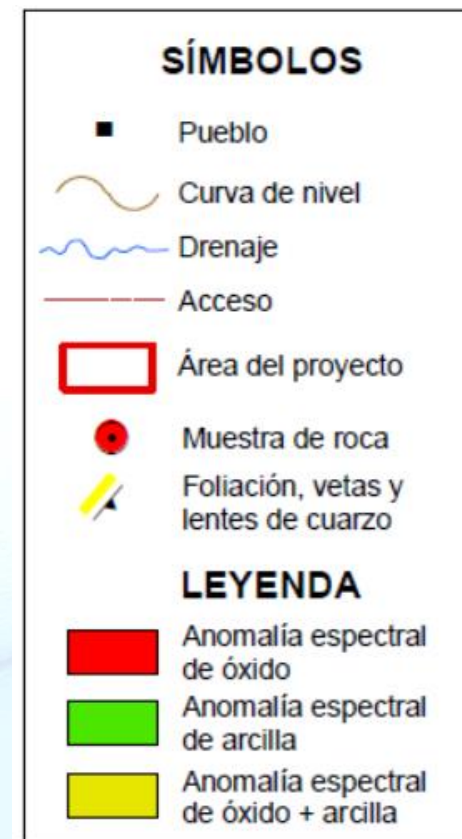 SÍMBOLOS
Pueblo
Curva de nivel
Drenaje
Acceso
Área del proyecto
Muestra de roca
Foliación, vetas y
lentes de cuarzo
LEYENDA
Anomalía espectral
de óxido
Anomalía espectral
de arcilla
Anomalía espectral
de óxido + arcilla